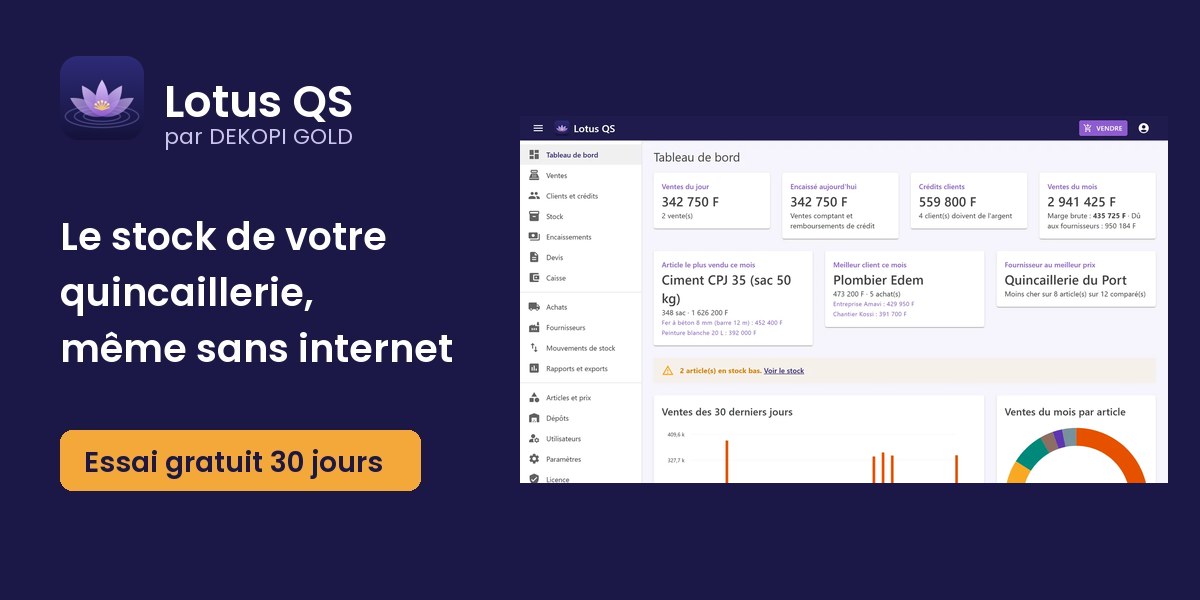 Lotus QS
par DEKOPI GOLD
Le stock de votre
quincaillerie,
même sans internet
Essai gratuit 30 jours
Lotus QS
VENDRE
Tableau de bord
Ventes
Clients et crédits
Stock
Encaissements
Devis
Caisse
Achats
Fournisseurs
Mouvements de stock
Rapports et exports
Articles et prix
Dépôts
Utilisateurs
Paramètres
Licence
Tableau de bord
Ventes du jour
342 750 F
2 vente(s)
Encaissé aujourd'hui
342 750 F
Ventes comptant et
remboursements de crédit
Crédits clients
559 800 F
4 client(s) doivent de l'argent
Ventes du mois
2 941 425 F
Marge brute : 435 725 F · Dû
aux fournisseurs : 950 184 F
Article le plus vendu ce mois
Ciment CPJ 35 (sac 50
kg)
348 sac · 1 626 200 F
Fer à béton 8 mm (barre 12 m) : 452 400 F
Peinture blanche 20 L : 392 000 F
Meilleur client ce mois
Plombier Edem
473 200 F · 5 achat(s)
Entreprise Amavi : 429 950 F
Chantier Kossi : 391 700 F
Fournisseur au meilleur prix
Quincaillerie du Port
Moins cher sur 8 article(s) sur 12 comparé(s)
2 article(s) en stock bas. Voir le stock
Ventes des 30 derniers jours
409,6 k
327,7 k
Ventes du mois par article